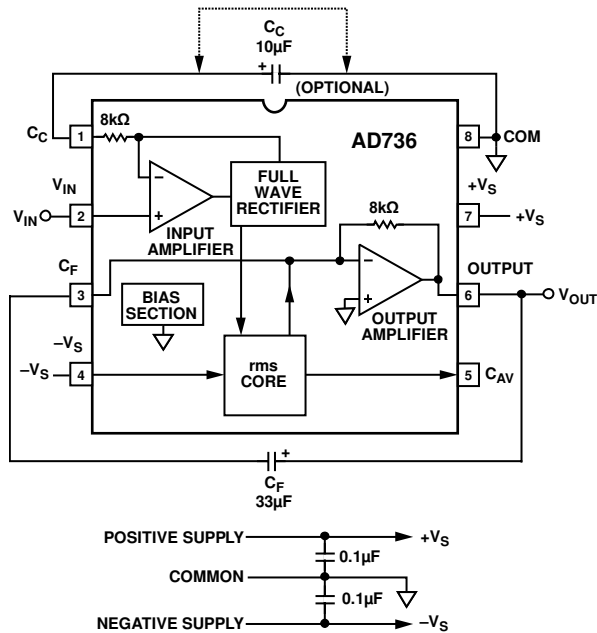 C_C
10µF
+
(OPTIONAL)
8kΩ
AD736
C_C
1
8
COM
FULL
WAVE
RECTIFIER
V_IN
−
+V_S
8kΩ
V_IN
2
+
7
+V_S
INPUT
AMPLIFIER
C_F
−
OUTPUT
3
BIAS
SECTION
+
OUTPUT
AMPLIFIER
6
V_OUT
−V_S
rms
CORE
−V_S
4
5
C_AV
+
C_F
33µF
POSITIVE SUPPLY
+V_S
0.1µF
COMMON
0.1µF
NEGATIVE SUPPLY
−V_S